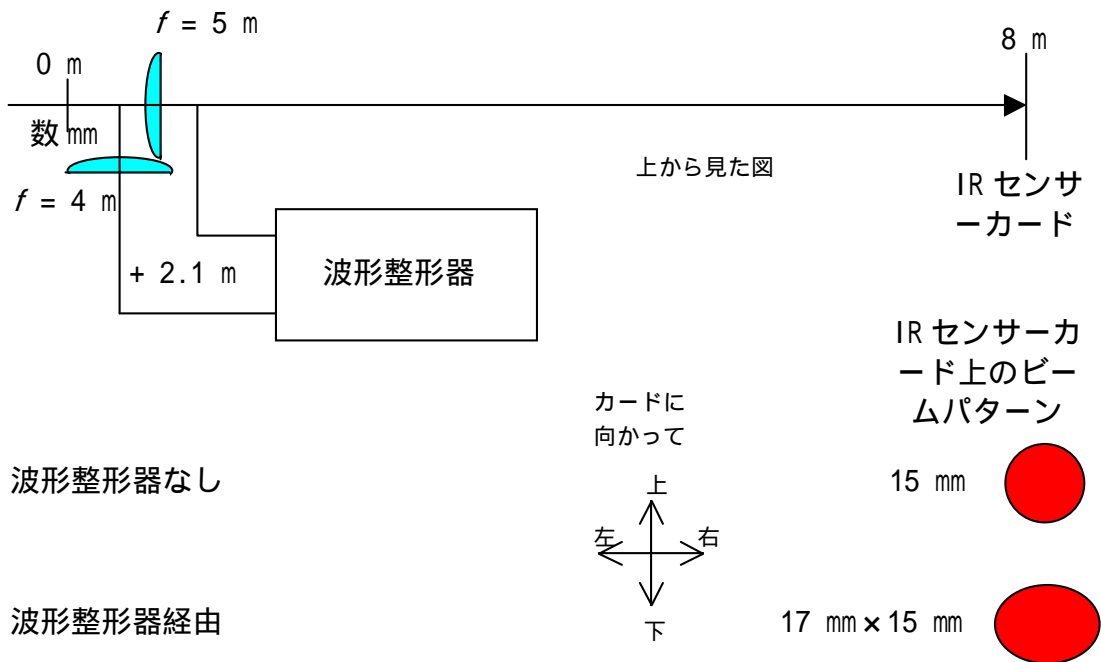 f = 5 m
0 m
8 m
数 mm
上から見た図
f = 4 m
IR センサ
ーカード
+ 2.1 m
波形整形器
IR センサーカ
ード上のビー
ムパターン
カードに
向かって
波形整形器なし
上
15 mm
左
右
下
波形整形器経由
17 mm × 15 mm